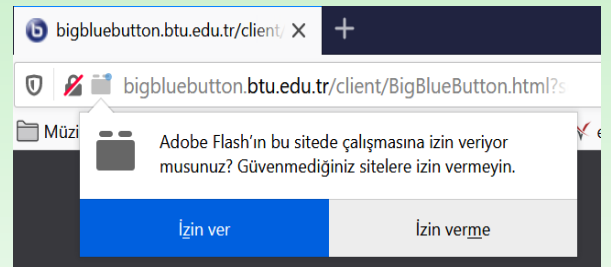 bigbluebutton.btu.edu.tr/client/
bigbluebutton.btu.edu.tr/client/BigBlueButton.html?s
Müzi
Adobe Flash'ın bu sitede çalışmasına izin veriyor
musunuz? Güvenmediğiniz sitelere izin vermeyin.
İzin ver
İzin verme